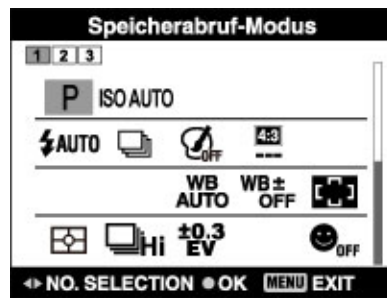 Speicherabruf-Modus
1 2 3
P ISO AUTO
AUTO OFF 4:3 ---
WB AUTO WB± OFF
Hi ±0.3 EV OFF
NO. SELECTION OK MENU EXIT